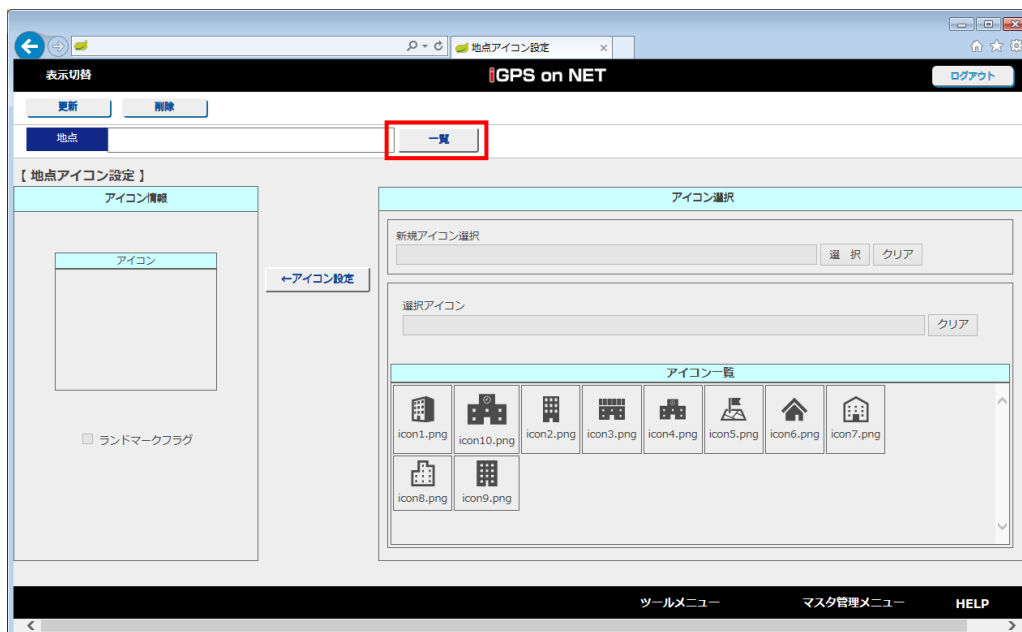 地点アイコン設定
表示切替
iGPS on NET
ログアウト
更新
削除
地点
一覧
【 地点アイコン設定 】
アイコン情報
アイコン
ランドマークフラグ
←アイコン設定
アイコン選択
新規アイコン選択
選 択
クリア
選択アイコン
クリア
アイコン一覧
icon1.png
icon10.png
icon2.png
icon3.png
icon4.png
icon5.png
icon6.png
icon7.png
icon8.png
icon9.png
ツールメニュー
マスタ管理メニュー
HELP